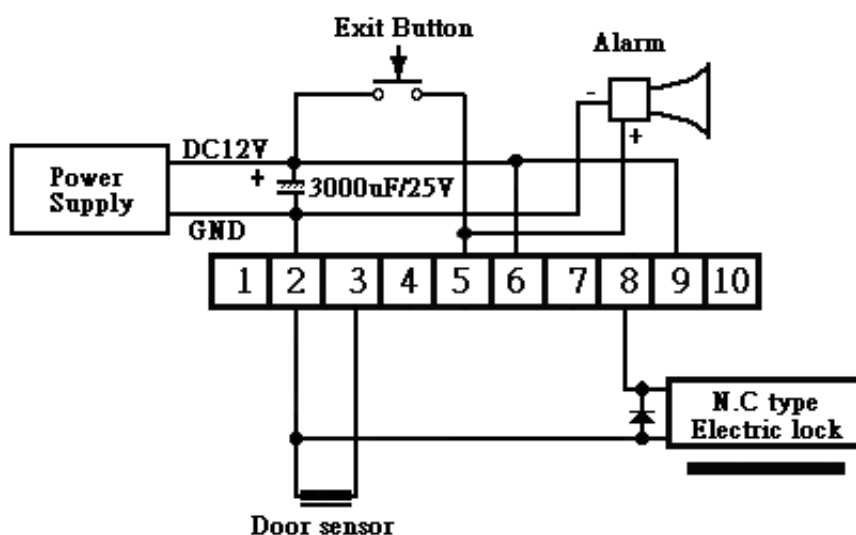 Exit Button
Alarm
-
+
DC12V
Power
Supply
+
3000uF/25V
GND
1 2 3 4 5 6 7 8 9 10
N.C type
Electric lock
Door sensor